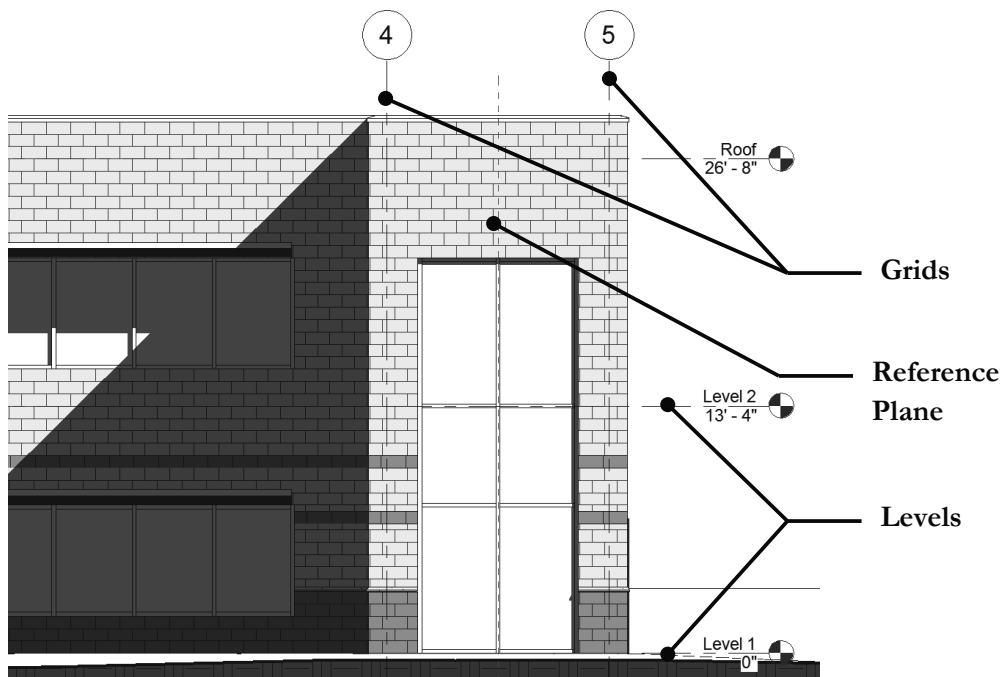 4
5
Roof
26' - 8"
Grids
Reference
Plane
Level 2
13' - 4"
Levels
Level 1
0"